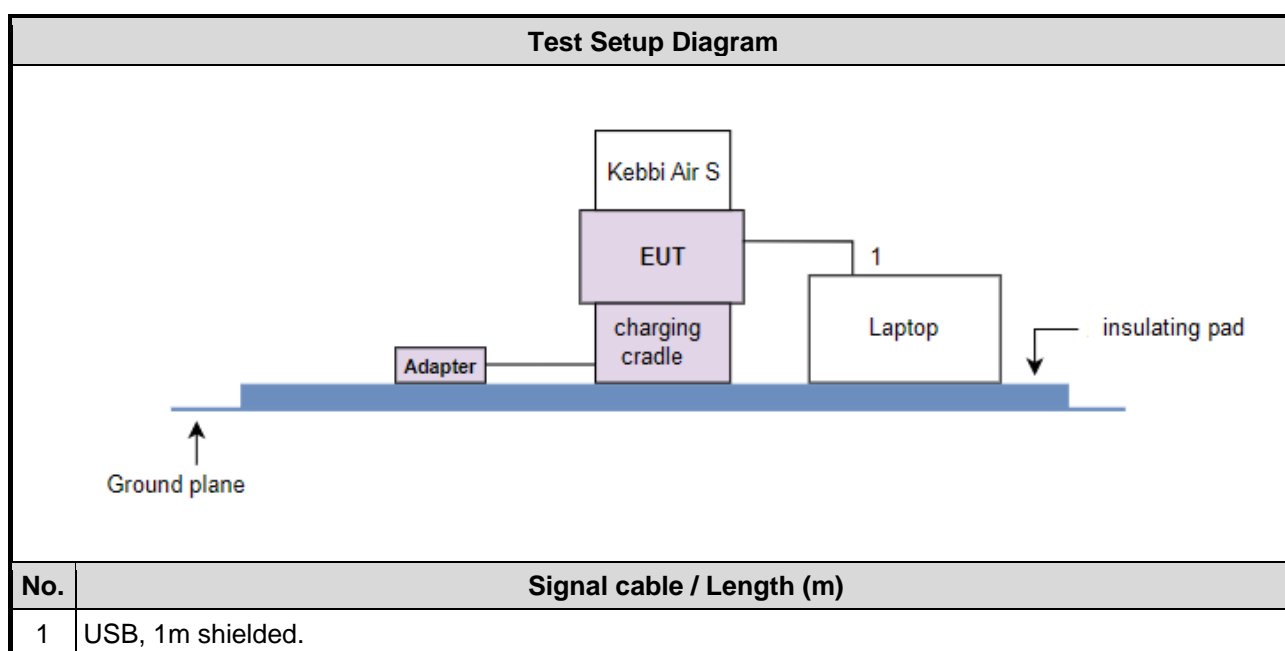 Test Setup Diagram
Kebbi Air S
EUT
1
charging
cradle
Laptop
insulating pad
Adapter
Ground plane
No. Signal cable / Length (m)
1 USB, 1m shielded.